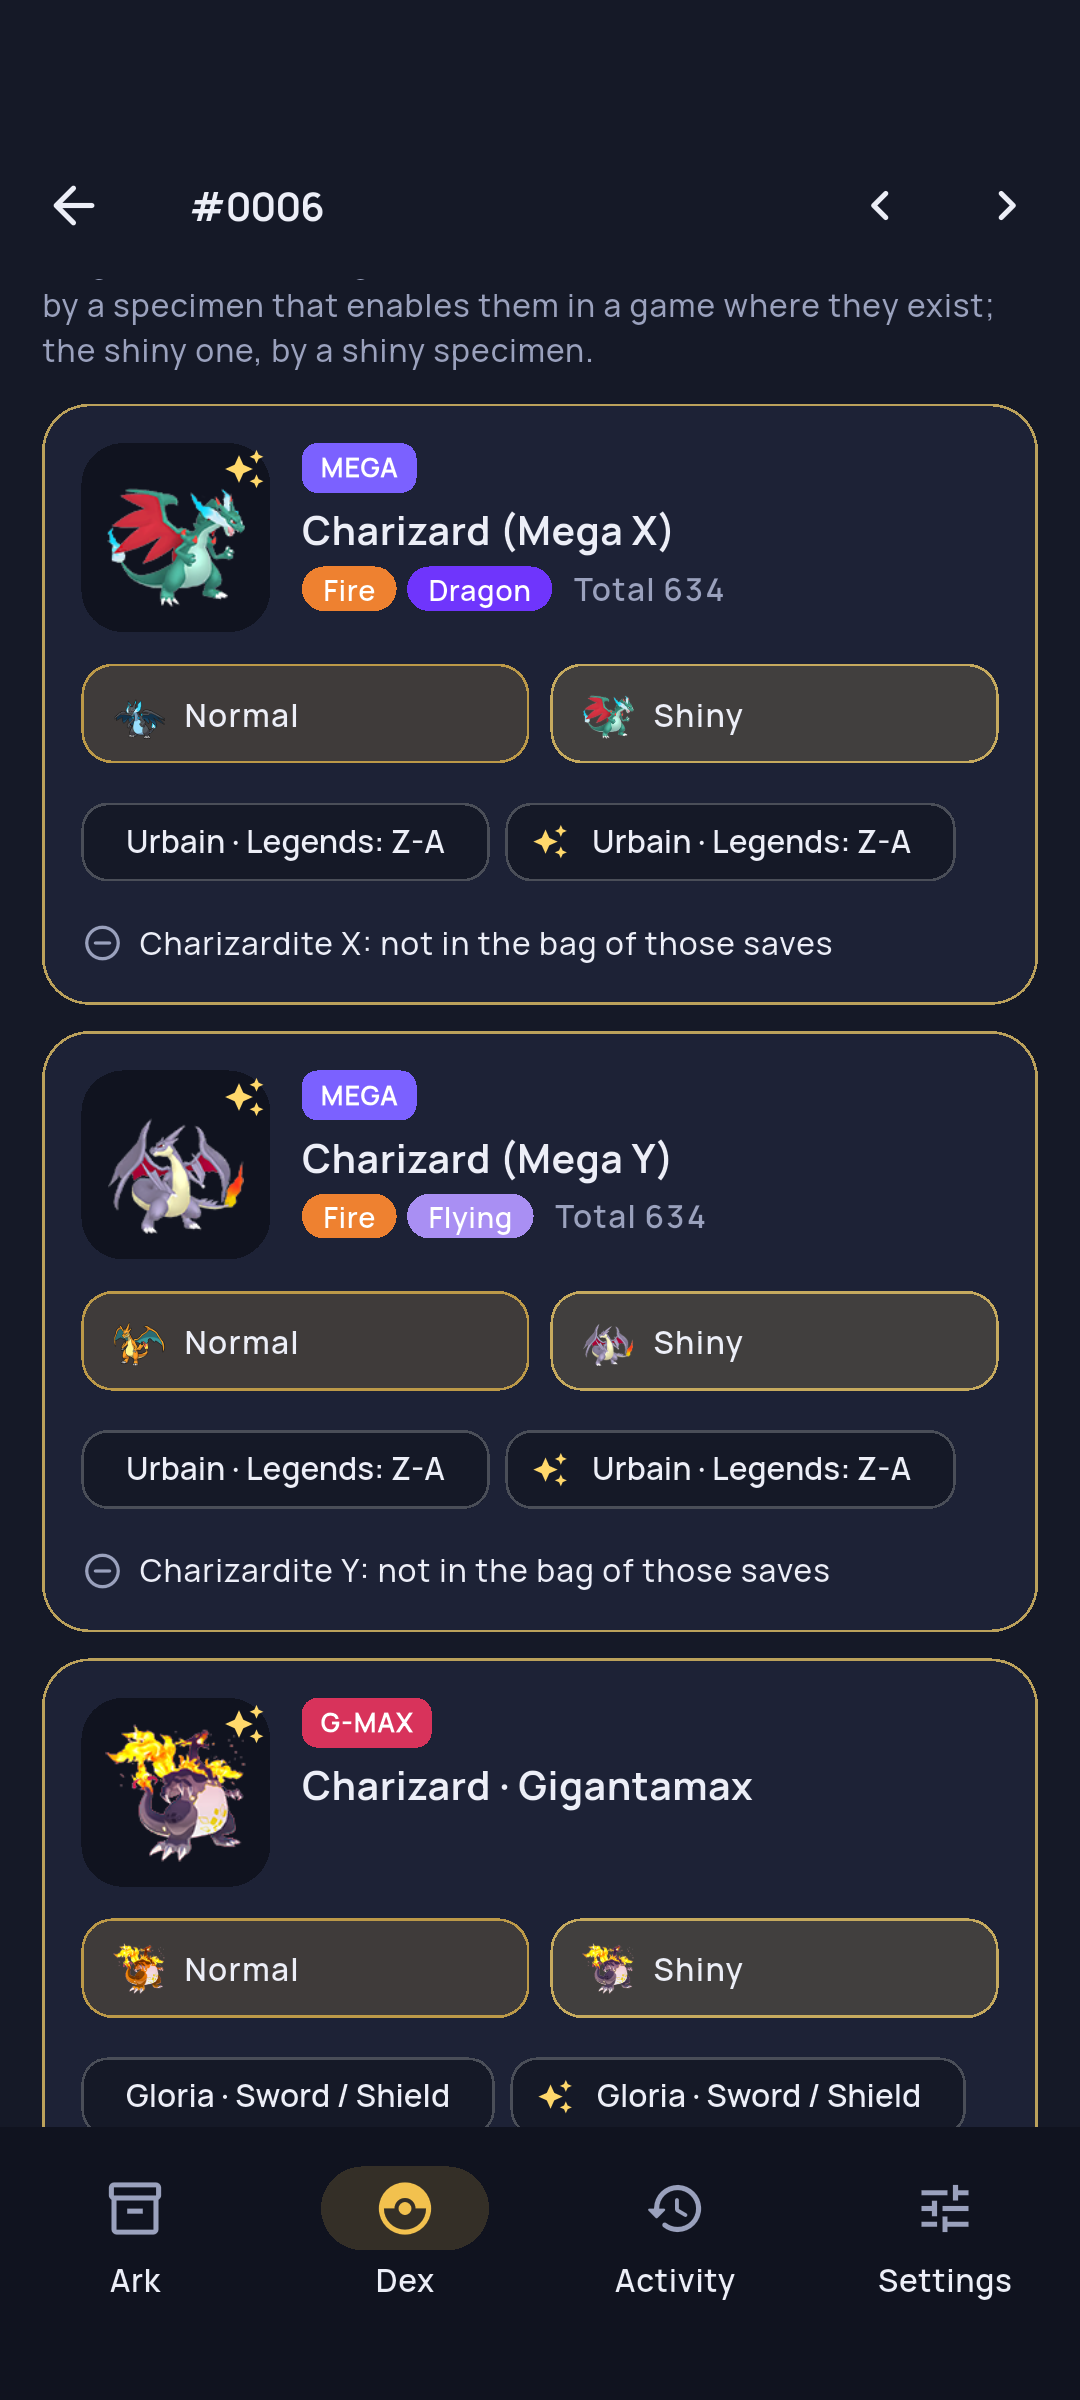 #0006
by a specimen that enables them in a game where they exist;
the shiny one, by a shiny specimen.
MEGA
Charizard (Mega X)
Fire Dragon Total 634
Normal Shiny
Urbain · Legends: Z-A Urbain · Legends: Z-A
Charizardite X: not in the bag of those saves
MEGA
Charizard (Mega Y)
Fire Flying Total 634
Normal Shiny
Urbain · Legends: Z-A Urbain · Legends: Z-A
Charizardite Y: not in the bag of those saves
G-MAX
Charizard · Gigantamax
Normal Shiny
Gloria · Sword / Shield Gloria · Sword / Shield
Ark Dex Activity Settings